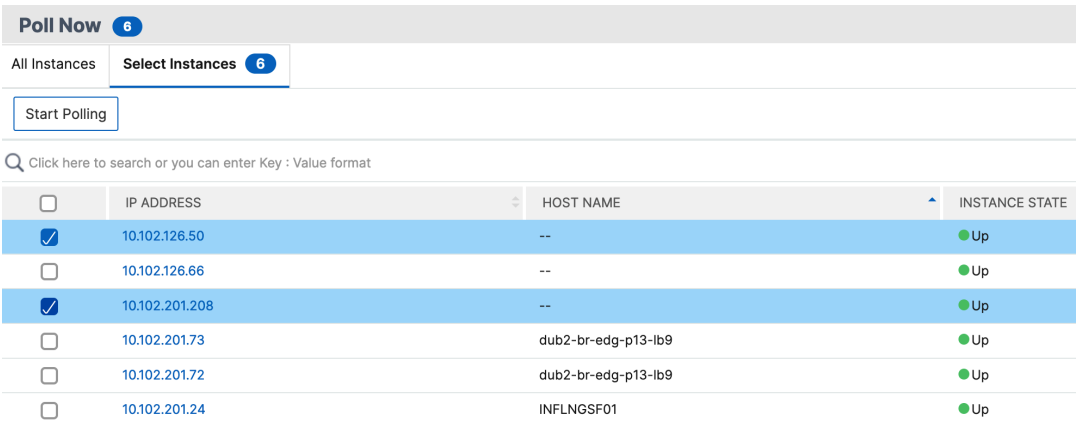 Poll Now 6
All Instances Select Instances 6
Start Polling
Click here to search or you can enter Key : Value format
IP ADDRESS HOST NAME INSTANCE STATE
10.102.126.50 -- Up
10.102.126.66 -- Up
10.102.201.208 -- Up
10.102.201.73 dub2-br-edg-p13-lb9 Up
10.102.201.72 dub2-br-edg-p13-lb9 Up
10.102.201.24 INFLNGSF01 Up